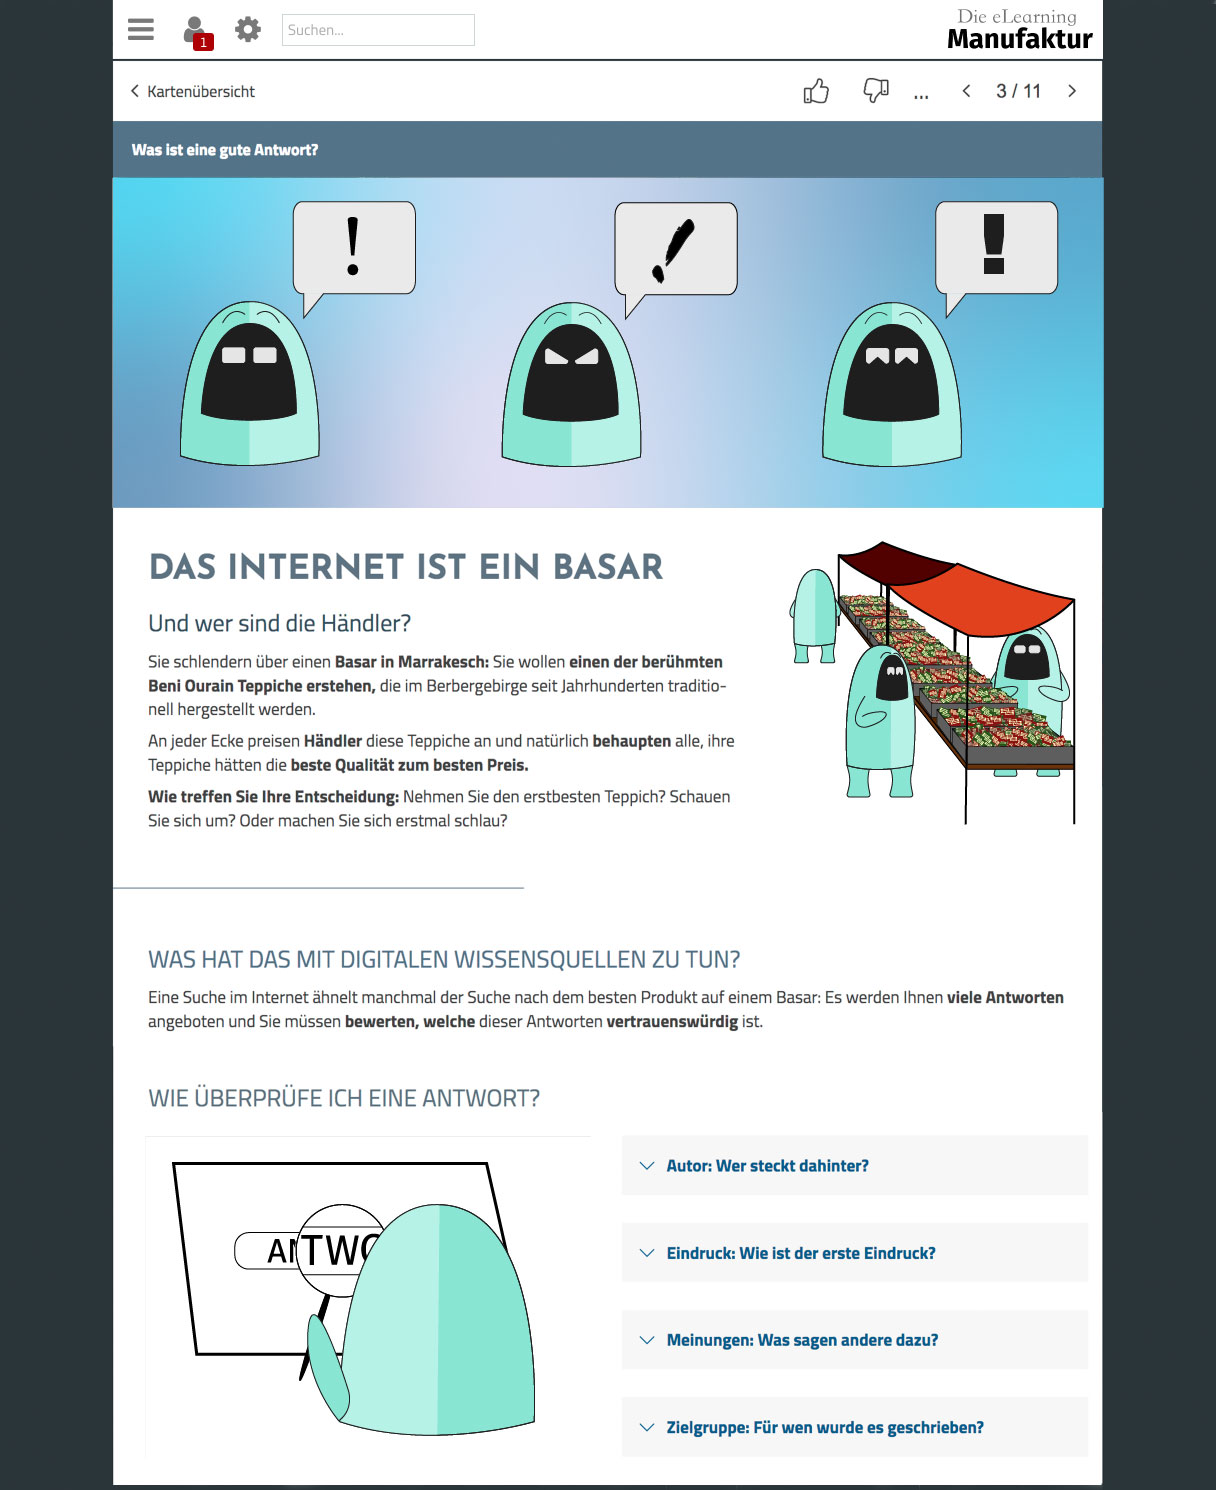 1
Suchen...
Die eLearning
Manufaktur
Kartenübersicht
...
3 / 11
Was ist eine gute Antwort?
!
!
!
DAS INTERNET IST EIN BASAR
Und wer sind die Händler?
Sie schlendern über einen Basar in Marrakesch: Sie wollen einen der berühmten
Beni Ourain Teppiche erstehen, die im Berbergebirge seit Jahrhunderten traditio-
nell hergestellt werden.
An jeder Ecke preisen Händler diese Teppiche an und natürlich behaupten alle, ihre
Teppiche hätten die beste Qualität zum besten Preis.
Wie treffen Sie Ihre Entscheidung: Nehmen Sie den erstbesten Teppich? Schauen
Sie sich um? Oder machen Sie sich erstmal schlau?
WAS HAT DAS MIT DIGITALEN WISSENSQUELLEN ZU TUN?
Eine Suche im Internet ähnelt manchmal der Suche nach dem besten Produkt auf einem Basar: Es werden Ihnen viele Antworten
angeboten und Sie müssen bewerten, welche dieser Antworten vertrauenswürdig ist.
WIE ÜBERPRÜFE ICH EINE ANTWORT?
ANTWO
Autor: Wer steckt dahinter?
Eindruck: Wie ist der erste Eindruck?
Meinungen: Was sagen andere dazu?
Zielgruppe: Für wen wurde es geschrieben?